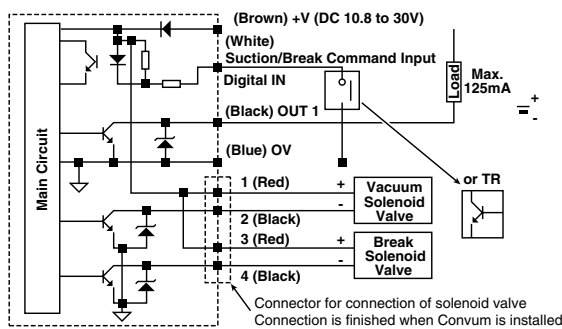 (Brown) +V (DC 10.8 to 30V)
(White)
Suction/Break Command Input
Digital IN
Load
Max.
125mA
+
-
(Black) OUT 1
(Blue) OV
Main Circuit
or TR
1 (Red)
+
Vacuum
Solenoid
Valve
-
2 (Black)
3 (Red)
+
Break
Solenoid
Valve
-
4 (Black)
Connector for connection of solenoid valve
Connection is finished when Convum is installed